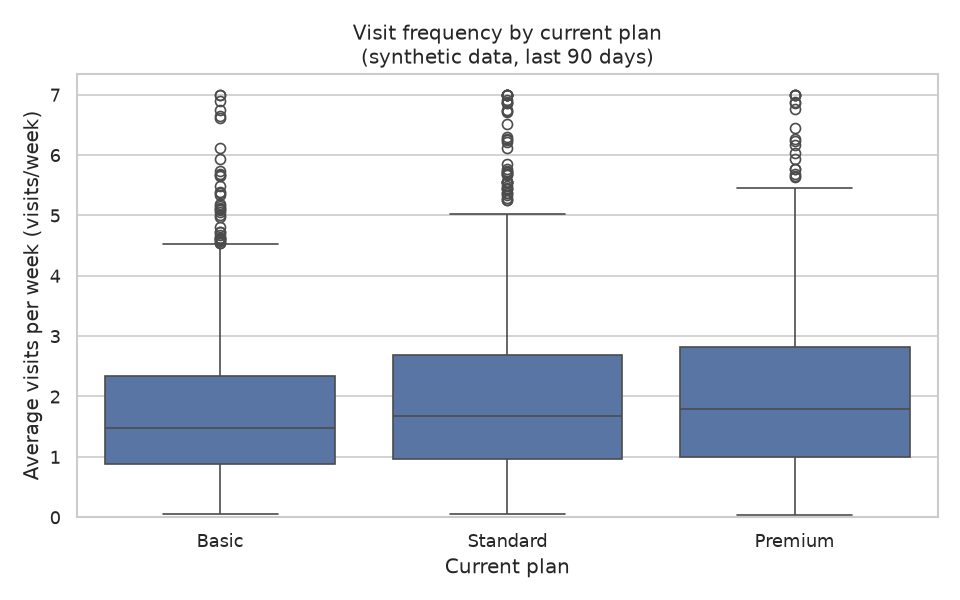 Visit frequency by current plan
(synthetic data, last 90 days)
Average visits per week (visits/week)
7
6
5
4
3
2
1
0
Basic
Standard
Premium
Current plan